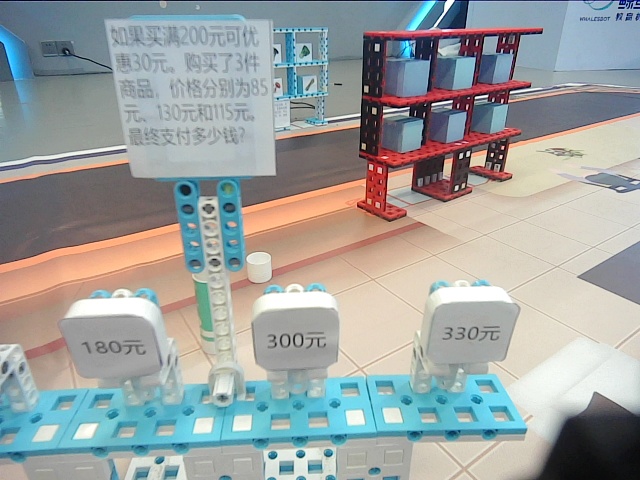 如果买满200元可优
惠30元。购买了3件
商品，价格分别为85
元、130元和115元。
最终支付多少钱？
180元
300元
330元
WHALESBOT